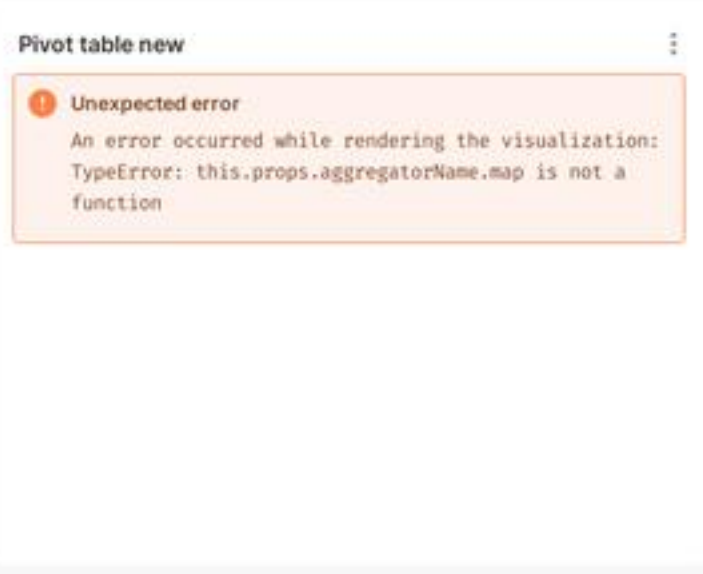 Pivot table new
Unexpected error
An error occurred while rendering the visualization:
TypeError: this.props.aggregatorName.map is not a
function